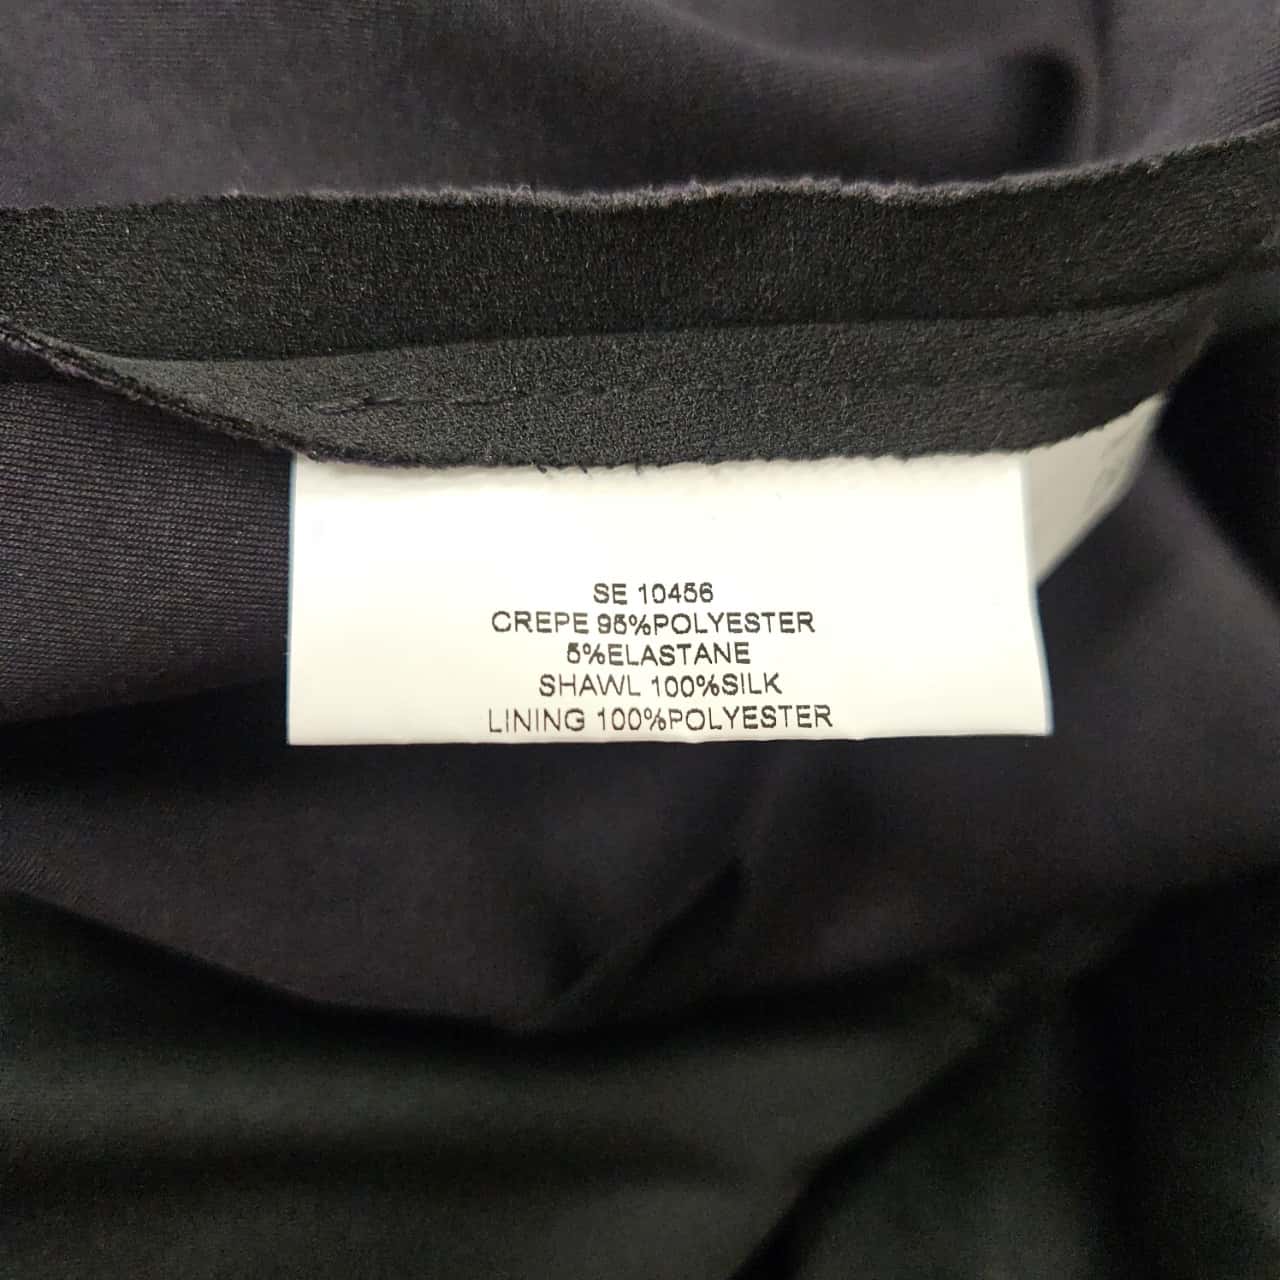 SE 10456
CREPE 95%POLYESTER
5%ELASTANE
SHAWL 100%SILK
LINING 100%POLYESTER